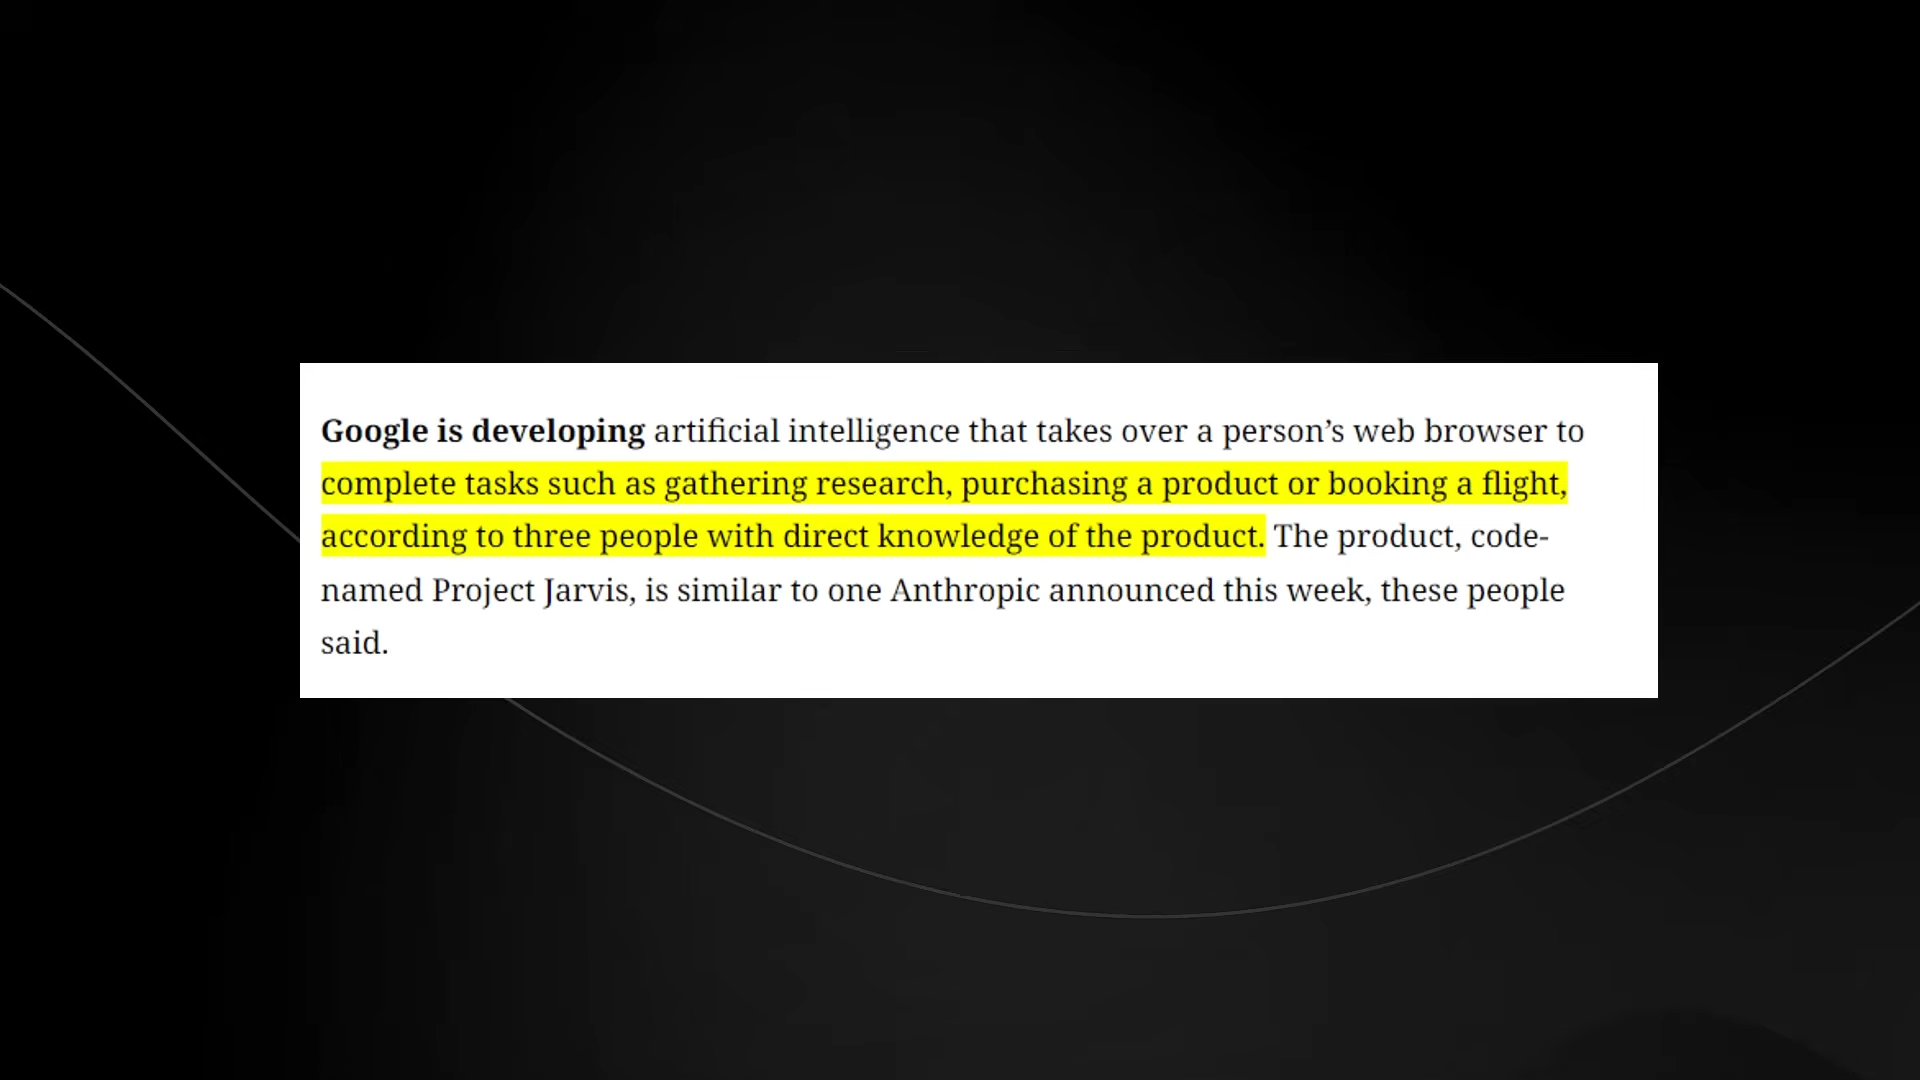 Google is developing artificial intelligence that takes over a person’s web browser to
complete tasks such as gathering research, purchasing a product or booking a flight,
according to three people with direct knowledge of the product. The product, code-
named Project Jarvis, is similar to one Anthropic announced this week, these people
said.